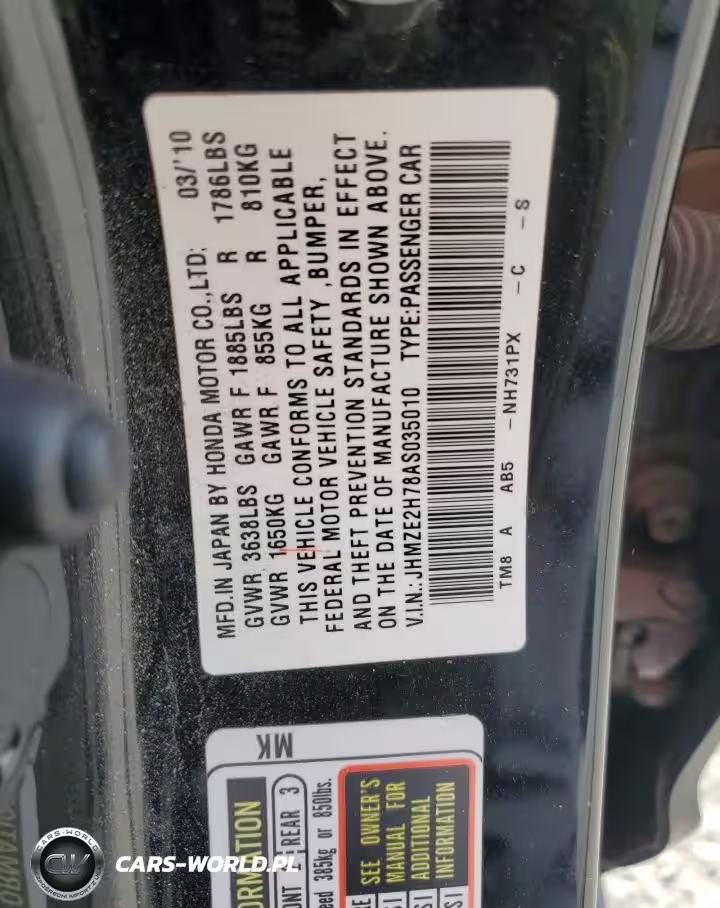 MFD.IN JAPAN BY HONDA MOTOR CO.,LTD: 03/'10
GVWR 3638LBS GAWR F 1885LBS R 1786LBS
GVWR 1650KG GAWR F 855KG R 810KG
THIS VEHICLE CONFORMS TO ALL APPLICABLE
FEDERAL MOTOR VEHICLE SAFETY ,BUMPER,
AND THEFT PREVENTION STANDARDS IN EFFECT
ON THE DATE OF MANUFACTURE SHOWN ABOVE.
V.I.N.: JHMZE2H78AS035010 TYPE:PASSENGER CAR
TM8 A AB5 -NH731PX -C -S
MK
REAR 3
385kg or 850lbs.
SEE OWNER'S
MANUAL FOR
ADDITIONAL
INFORMATION
CARS-WORLD
CW
CARS-WORLD.PL